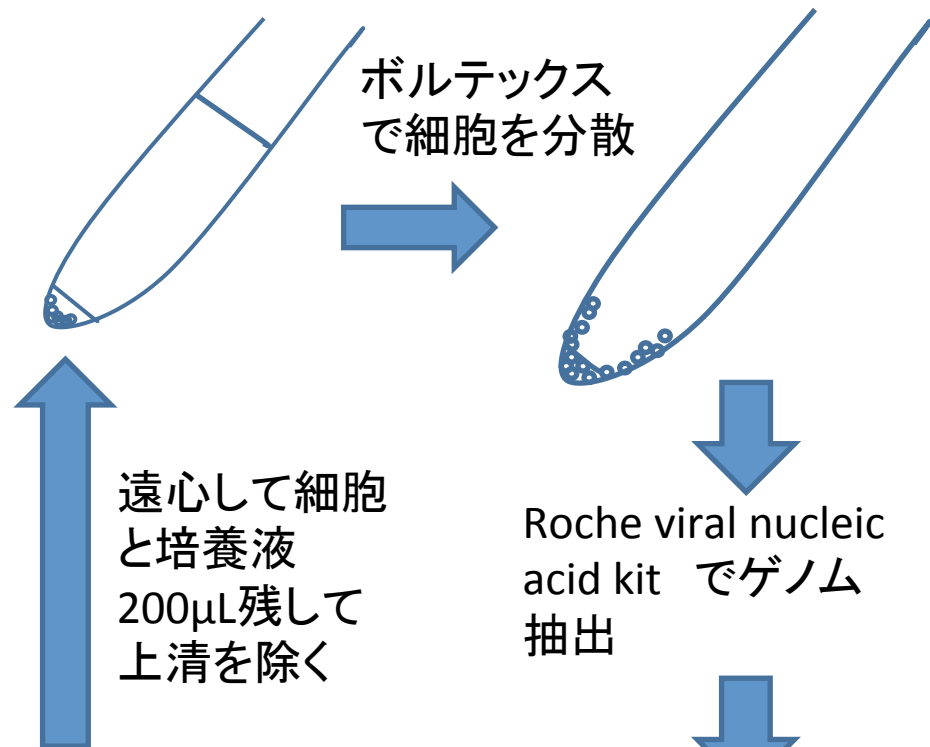 ボルテックス
で細胞を分散
遠心して細胞
と培養液
200μL残して
上清を除く
Roche viral nucleic
acid kit　でゲノム
抽出